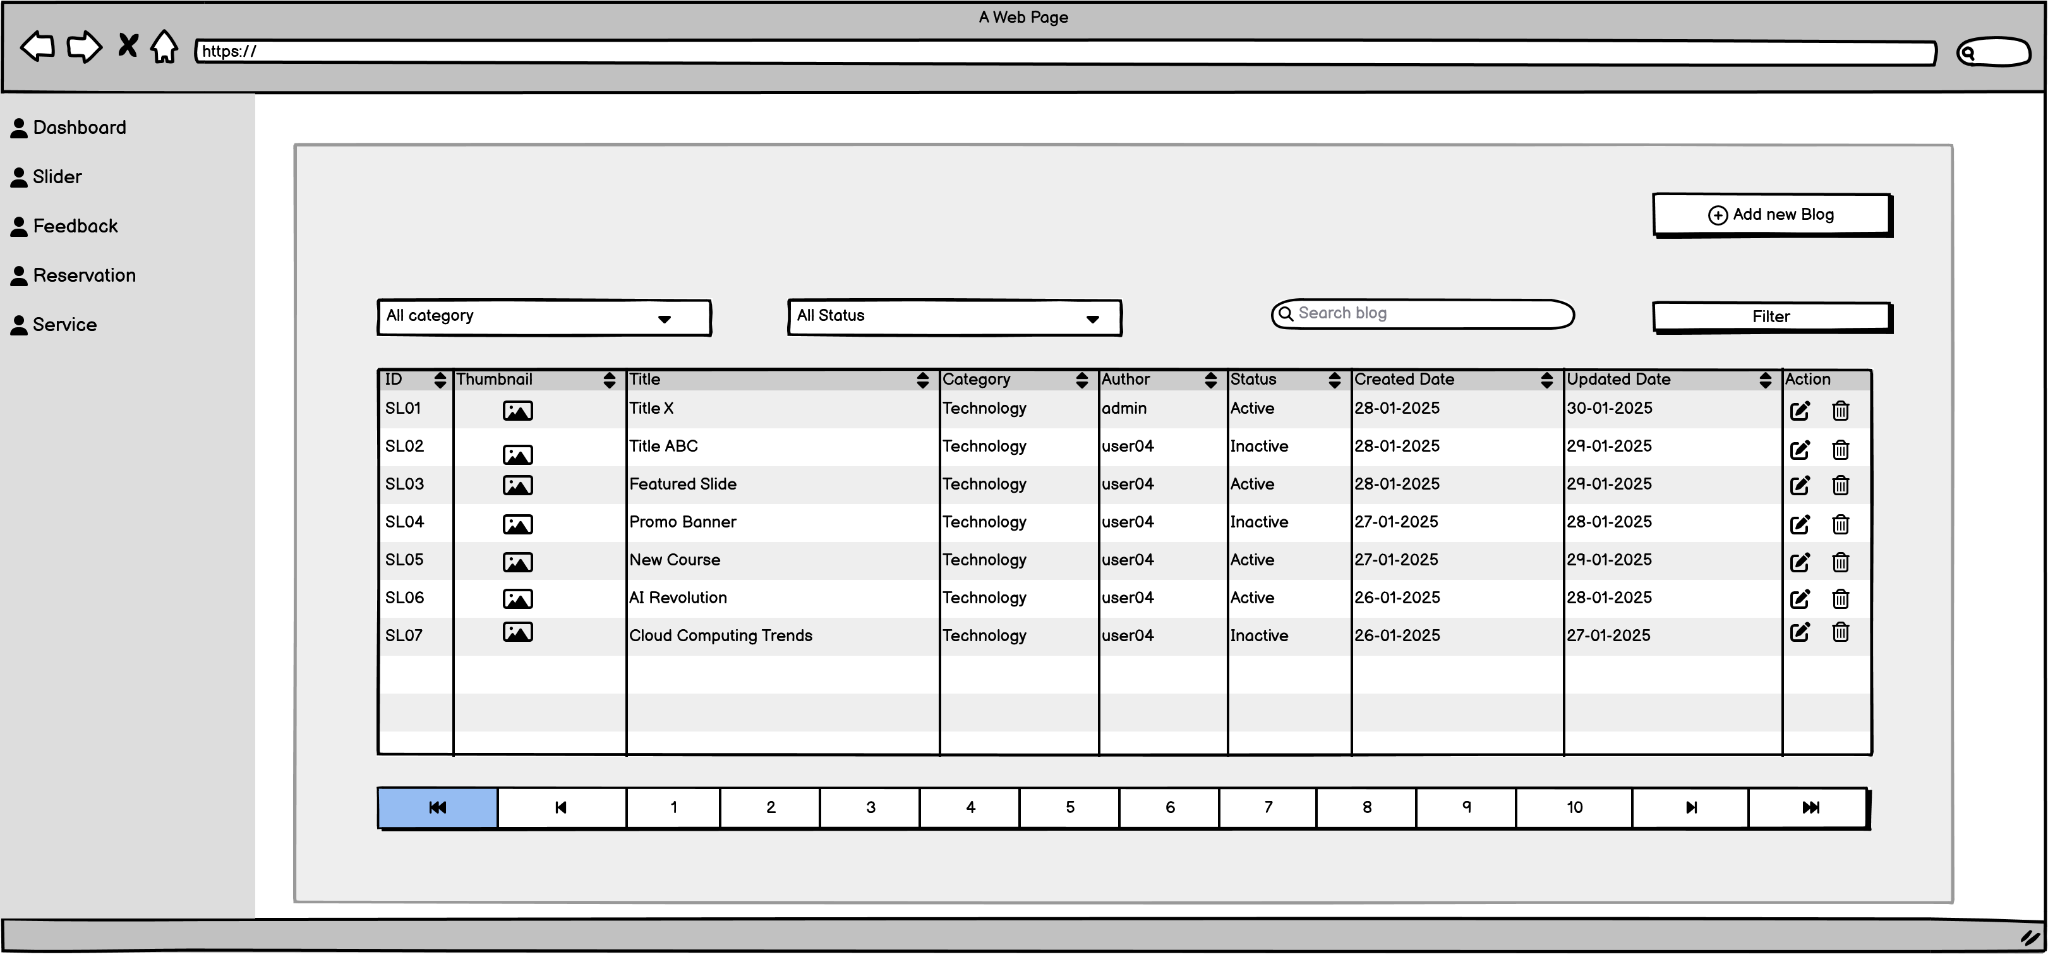 A Web Page
https://
Dashboard
Slider
Feedback
Reservation
Service
Add new Blog
All category
All Status
Search blog
Filter
ID Thumbnail Title Category Author Status Created Date Updated Date Action
SL01 Title X Technology admin Active 28-01-2025 30-01-2025
SL02 Title ABC Technology user04 Inactive 28-01-2025 29-01-2025
SL03 Featured Slide Technology user04 Active 28-01-2025 29-01-2025
SL04 Promo Banner Technology user04 Inactive 27-01-2025 28-01-2025
SL05 New Course Technology user04 Active 27-01-2025 29-01-2025
SL06 AI Revolution Technology user04 Active 26-01-2025 28-01-2025
SL07 Cloud Computing Trends Technology user04 Inactive 26-01-2025 27-01-2025
1 2 3 4 5 6 7 8 9 10